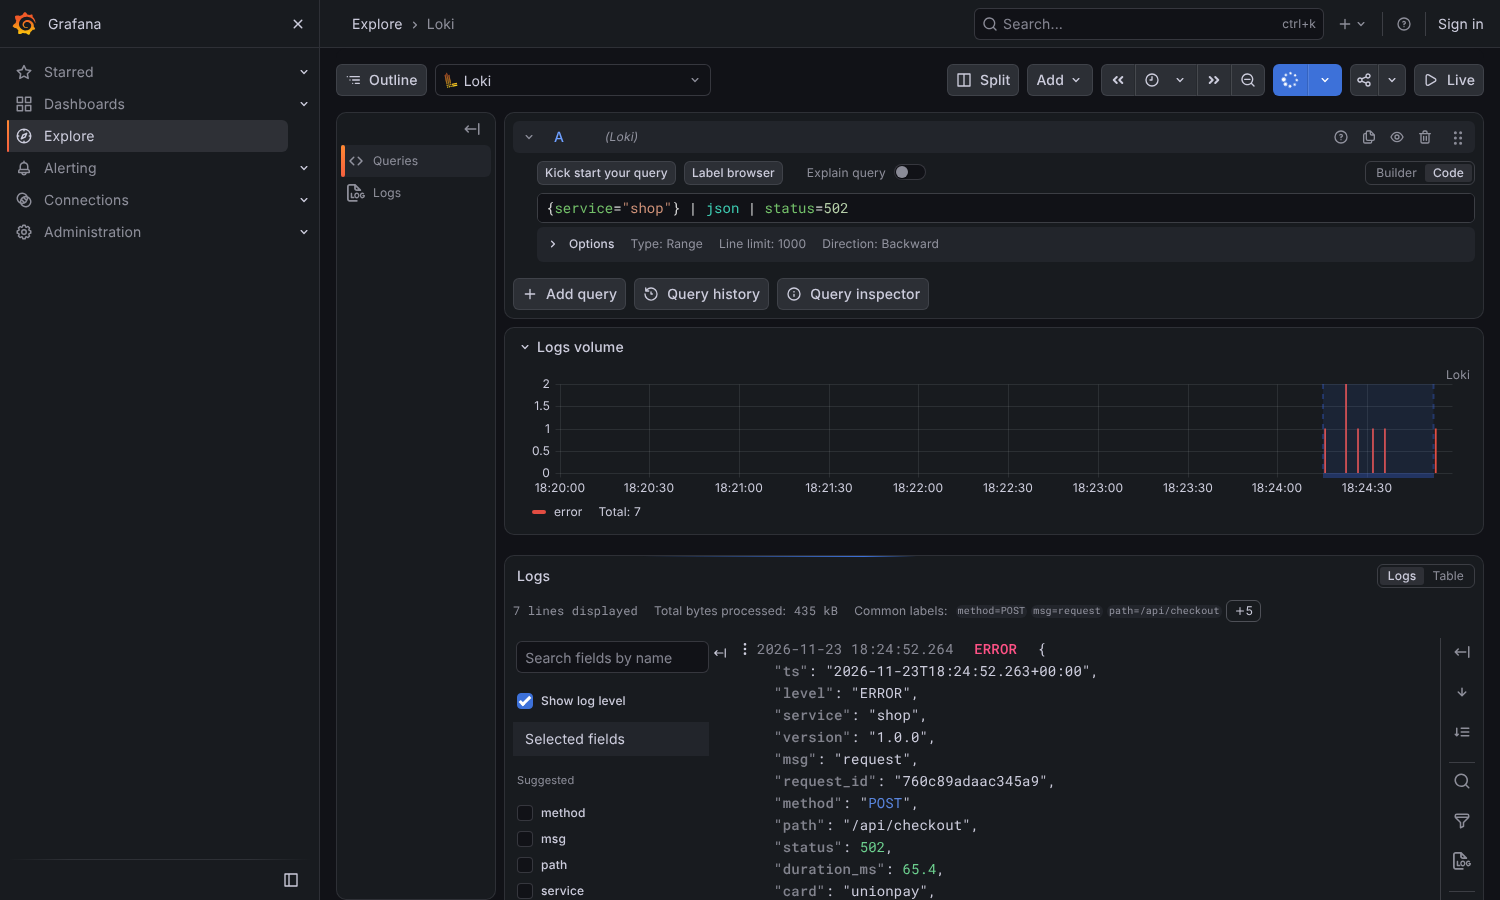 Grafana
Explore › Loki
Search...
ctrl+k
Sign in
Starred
Dashboards
Explore
Alerting
Connections
Administration
Outline
Loki
Split
Add
Live
Queries
Logs
A
(Loki)
Kick start your query
Label browser
Explain query
Builder
Code
{service="shop"} | json | status=502
Options
Type: Range
Line limit: 1000
Direction: Backward
+ Add query
Query history
Query inspector
Logs volume
Loki
2
1.5
1
0.5
0
18:20:00 18:20:30 18:21:00 18:21:30 18:22:00 18:22:30 18:23:00 18:23:30 18:24:00 18:24:30
error Total: 7
Logs
Logs
Table
7 lines displayed Total bytes processed: 435 kB Common labels: method=POST msg=request path=/api/checkout +5
Search fields by name
Show log level
Selected fields
Suggested
method
msg
path
service
2026-11-23 18:24:52.264 ERROR {
"ts": "2026-11-23T18:24:52.263+00:00",
"level": "ERROR",
"service": "shop",
"version": "1.0.0",
"msg": "request",
"request_id": "760c89adaac345a9",
"method": "POST",
"path": "/api/checkout",
"status": 502,
"duration_ms": 65.4,
"card": "unionpay",
LOG
LOG